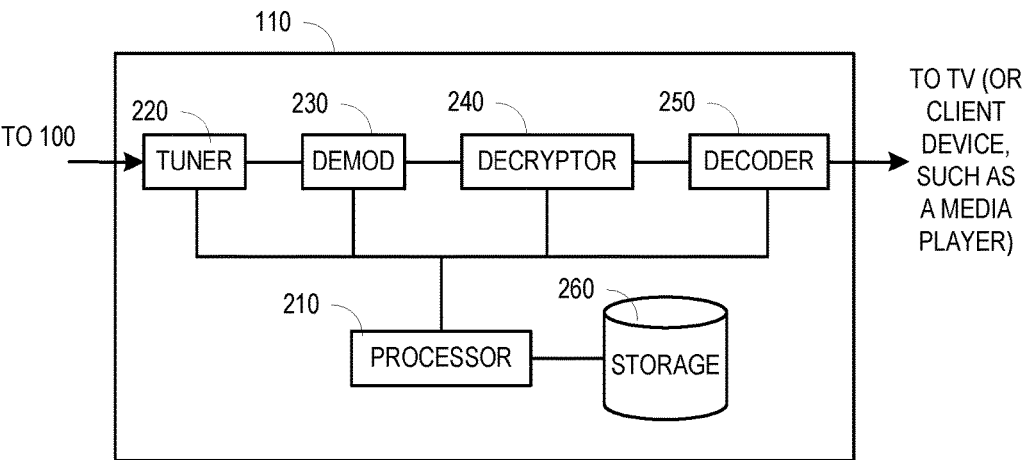 110
220
230
240
250
TO 100
TUNER
DEMOD
DECRYPTOR
DECODER
TO TV (OR
CLIENT
DEVICE,
SUCH AS
A MEDIA
PLAYER)
210
260
PROCESSOR
STORAGE